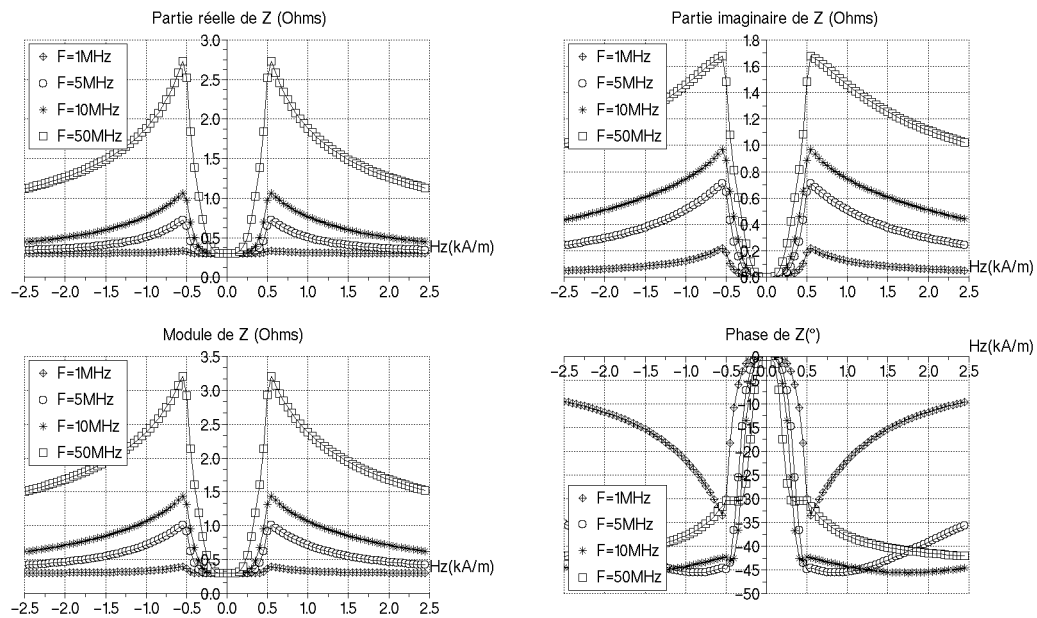 Partie réelle de Z (Ohms)
3.0
2.5
2.0
1.5
1.0
0.5
0.0
F=1MHz
F=5MHz
F=10MHz
F=50MHz
Hz(kA/m)
-2.5 -2.0 -1.5 -1.0 -0.5 0.0 0.5 1.0 1.5 2.0 2.5
Partie imaginaire de Z (Ohms)
1.8
1.6
1.4
1.2
1.0
0.8
0.6
0.4
0.2
0.0
F=1MHz
F=5MHz
F=10MHz
F=50MHz
Hz(kA/m)
-2.5 -2.0 -1.5 -1.0 -0.5 0.0 0.5 1.0 1.5 2.0 2.5
Module de Z (Ohms)
3.5
3.0
2.5
2.0
1.5
1.0
0.5
0.0
F=1MHz
F=5MHz
F=10MHz
F=50MHz
Hz(kA/m)
-2.5 -2.0 -1.5 -1.0 -0.5 0.0 0.5 1.0 1.5 2.0 2.5
Phase de Z(°)
Hz(kA/m)
0
-2.5 -2.0 -1.5 -1.0 -0.5 0.0 0.5 1.0 1.5 2.0 2.5
-10
-15
-20
-25
-30
-35
-40
-45
-50
F=1MHz
F=5MHz
F=10MHz
F=50MHz